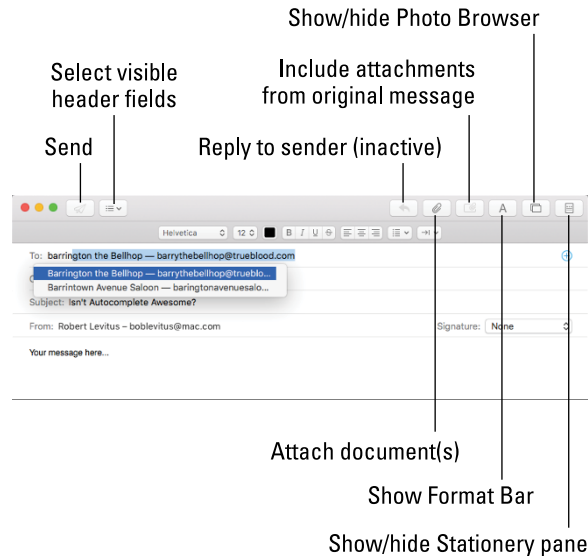 Show/hide Photo Browser
Select visible
header fields
Include attachments
from original message
Send
Reply to sender (inactive)
A
Helvetica 12 B I U S
To: barrington the Bellhop — barrythebellhop@trueblood.com
Barrington the Bellhop — barrythebellhop@trueblo...
C
Barrintown Avenue Saloon — baringtonavenuesalo...
Subject: Isn't Autocomplete Awesome?
From: Robert Levitus – boblevitus@mac.com Signature: None
Your message here...
Attach document(s)
Show Format Bar
Show/hide Stationery pane